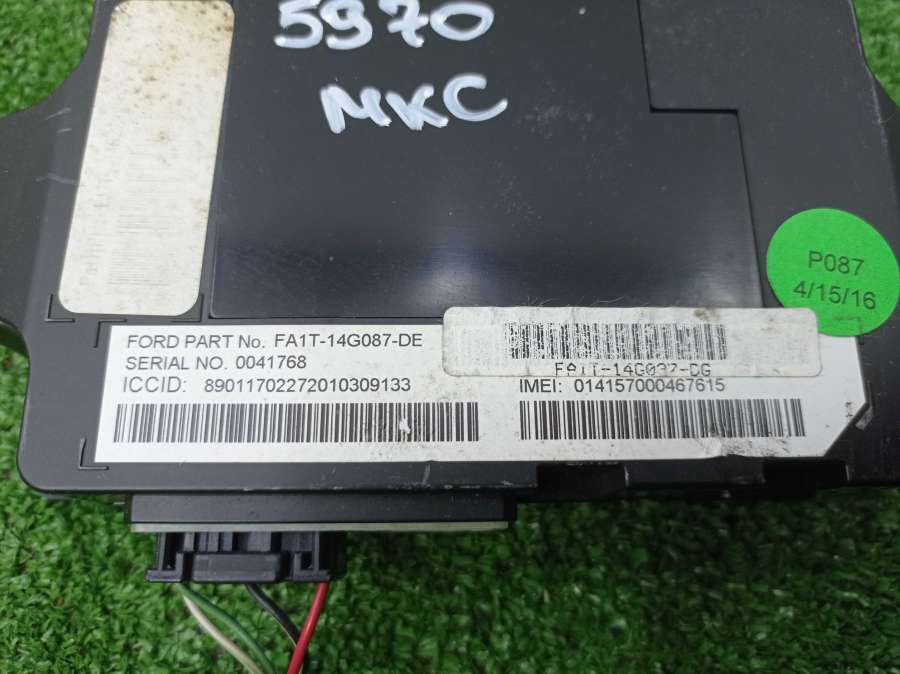 5970
MKC
P087
4/15/16
FORD PART No. FA1T-14G087-DE
SERIAL NO. 0041768
ICCID: 89011702272010309133
FA1T-14G087-DG
IMEI: 014157000467615